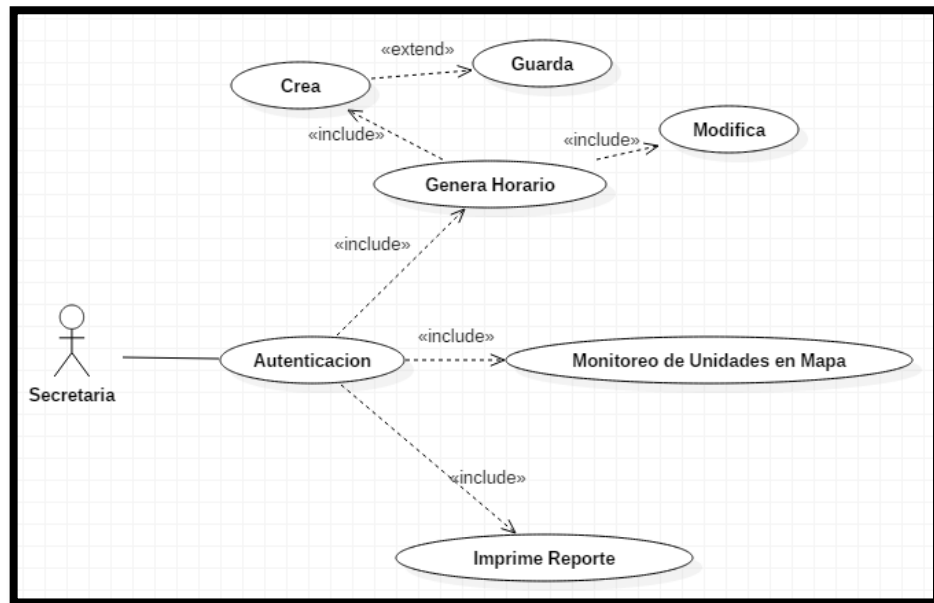 «extend»
Guarda
Crea
«include»
Modifica
«include»
Genera Horario
«include»
«include»
Autenticacion
Monitoreo de Unidades en Mapa
Secretaria
«include»
Imprime Reporte